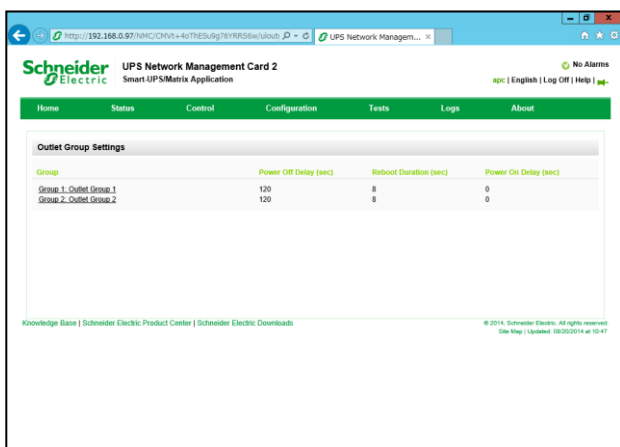 http://192.168.0.97/NMC/CMVt+4oThESu9g76YRRS6w/uloub
UPS Network Managem...
Schneider Electric
UPS Network Management Card 2
Smart-UPS/Matrix Application
No Alarms
apc | English | Log Off | Help |
Home Status Control Configuration Tests Logs About
Outlet Group Settings
Group Power Off Delay (sec) Reboot Duration (sec) Power On Delay (sec)
Group 1: Outlet Group 1 120 8 0
Group 2: Outlet Group 2 120 8 0
Knowledge Base | Schneider Electric Product Center | Schneider Electric Downloads
© 2014, Schneider Electric. All rights reserved.
Site Map | Updated: 08/20/2014 at 10:47